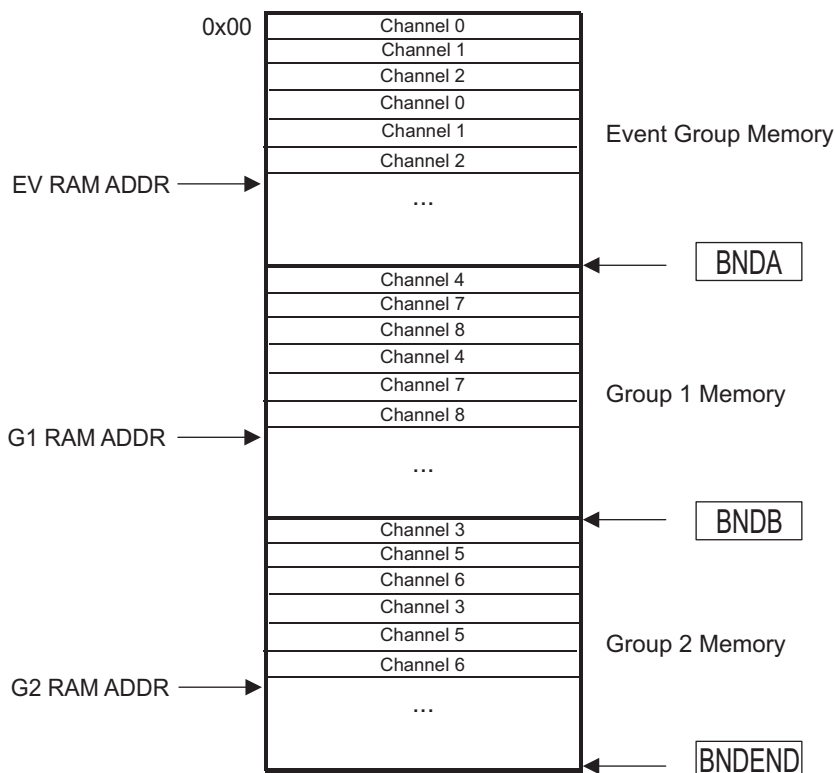 0x00
Channel 0
Channel 1
Channel 2
Channel 0
Channel 1
Channel 2
...
Event Group Memory
EV RAM ADDR
BNDA
Channel 4
Channel 7
Channel 8
Channel 4
Channel 7
Channel 8
...
Group 1 Memory
G1 RAM ADDR
BNDB
Channel 3
Channel 5
Channel 6
Channel 3
Channel 5
Channel 6
...
Group 2 Memory
G2 RAM ADDR
BNDEND